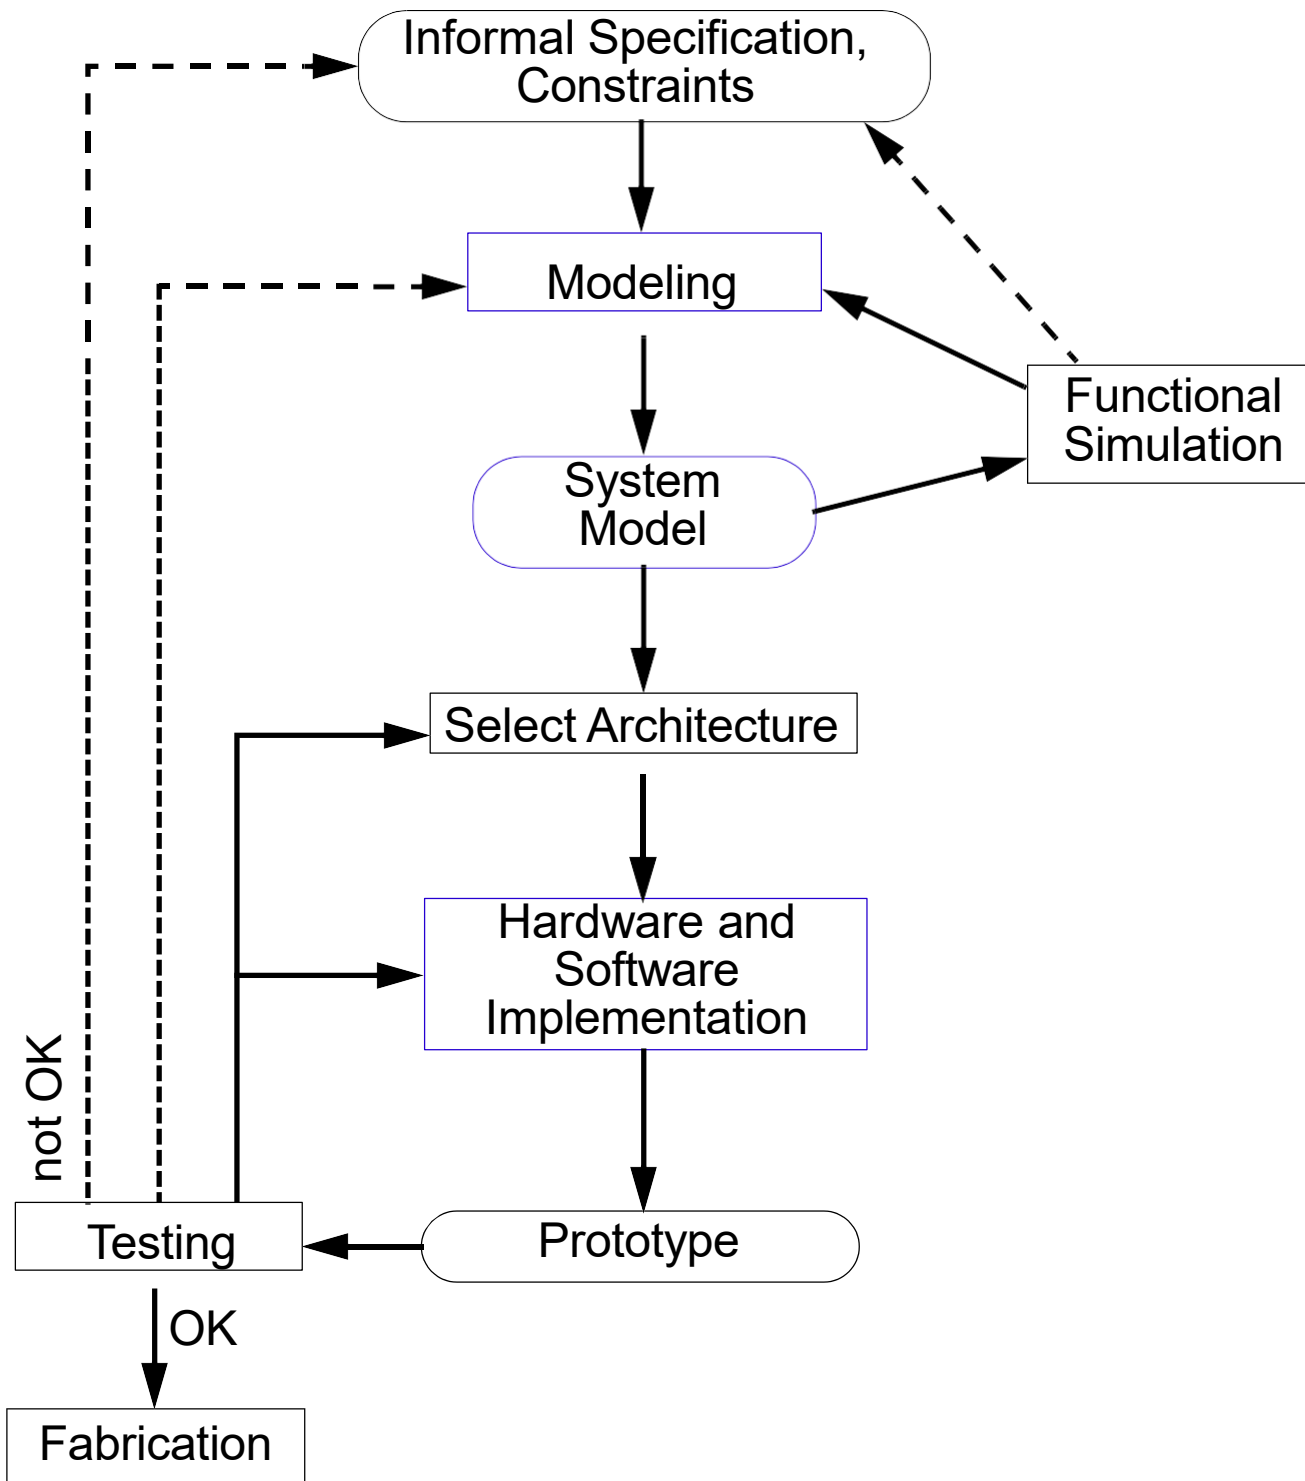 Informal Specification,
Constraints
Modeling
Functional
Simulation
System
Model
Select Architecture
Hardware and
Software
Implementation
not OK
Testing
Prototype
OK
Fabrication